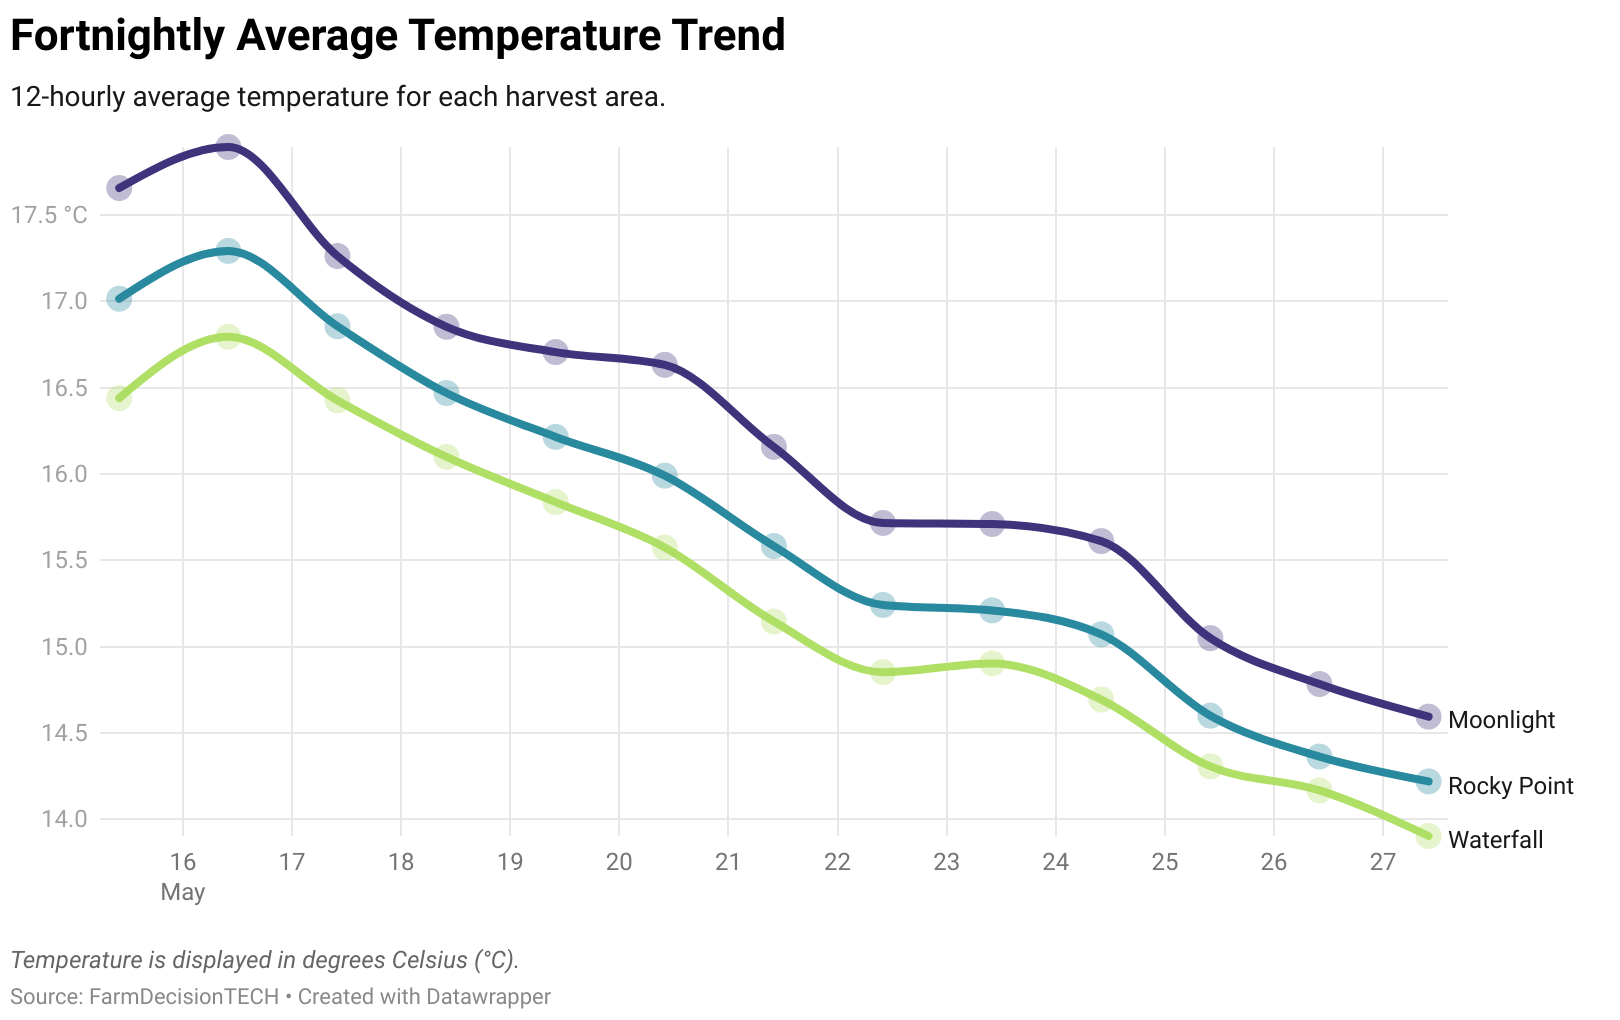 Fortnightly Average Temperature Trend
12-hourly average temperature for each harvest area.
17.5 °C
17.0
16.5
16.0
15.5
15.0
14.5
14.0
Moonlight
Rocky Point
Waterfall
16 17 18 19 20 21 22 23 24 25 26 27
May
Temperature is displayed in degrees Celsius (°C).
Source: FarmDecisionTECH • Created with Datawrapper